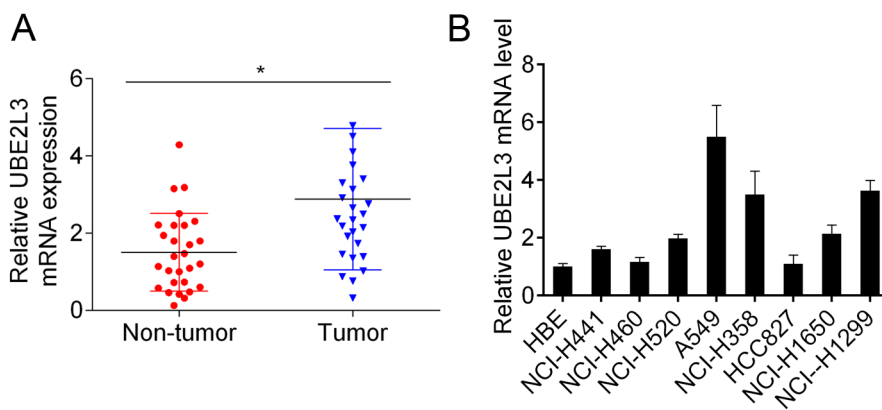 A
Relative UBE2L3
mRNA expression
6
4
2
0
*
Non-tumor
Tumor
B
Relative UBE2L3 mRNA level
8
6
4
2
0
HBE
NCI-H441
NCI-H460
NCI-H520
A549
NCI-H358
HCC827
NCI-H1650
NCI--H1299